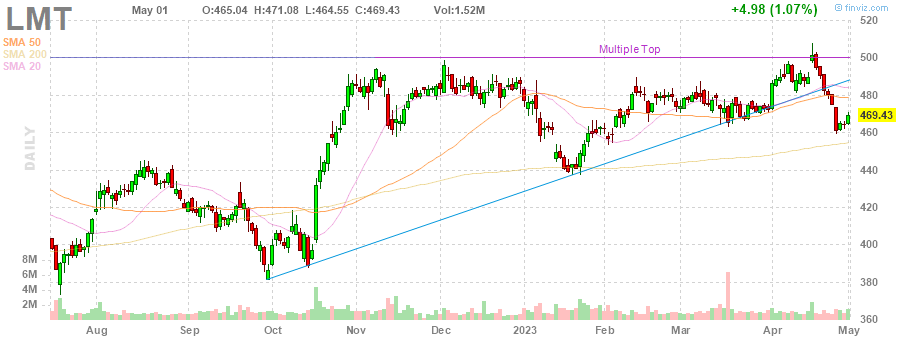 LMT May 01 O:465.04 H:471.08 L:464.55 C:469.43 Vol:1.52M +4.98 (1.07%) finviz.com
SMA 50
SMA 200
SMA 20
Multiple Top
DAILY
520
500
480
469.43
460
440
420
400
380
360
8M
6M
4M
2M
Aug Sep Oct Nov Dec 2023 Feb Mar Apr May